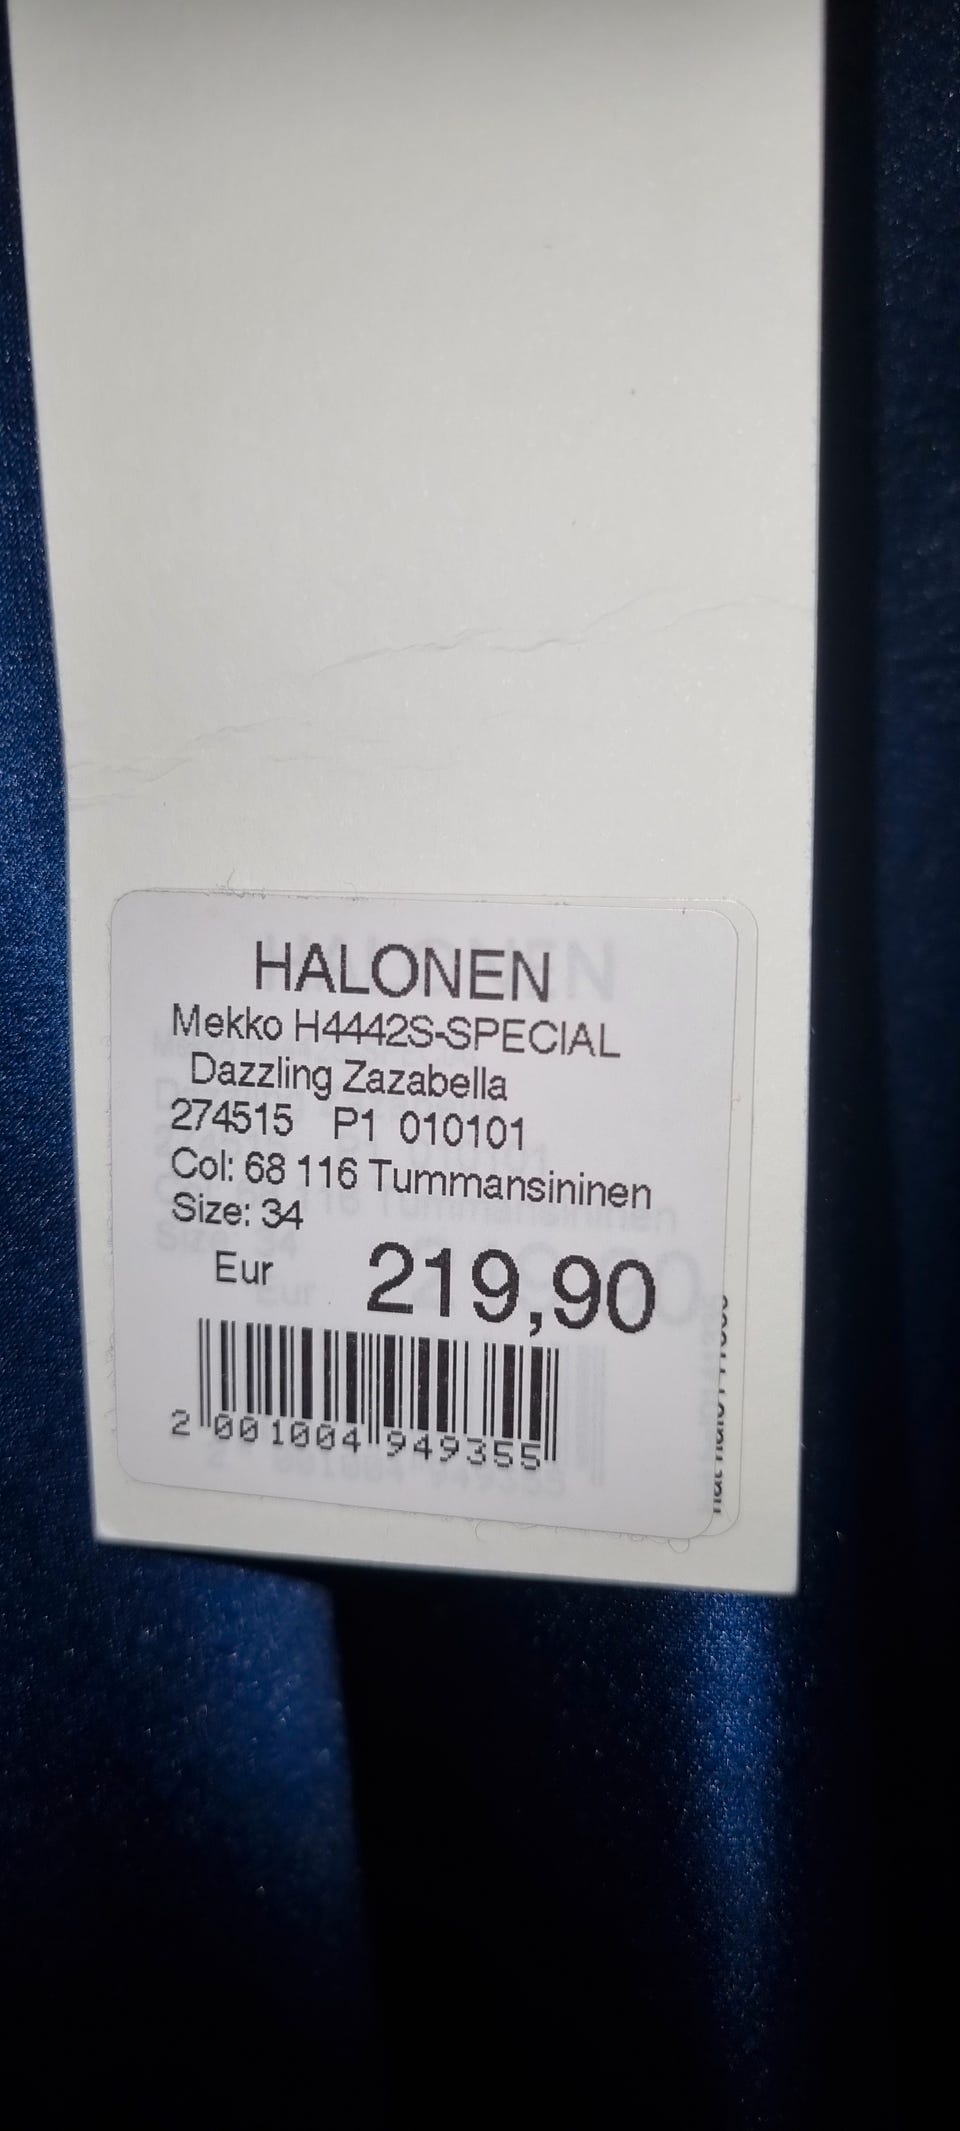 HALONEN
Mekko H4442S-SPECIAL
Dazzling Zazabella
274515 P1 010101
Col: 68 116 Tummansininen
Size: 34
Eur 219,90
2 001004 949355